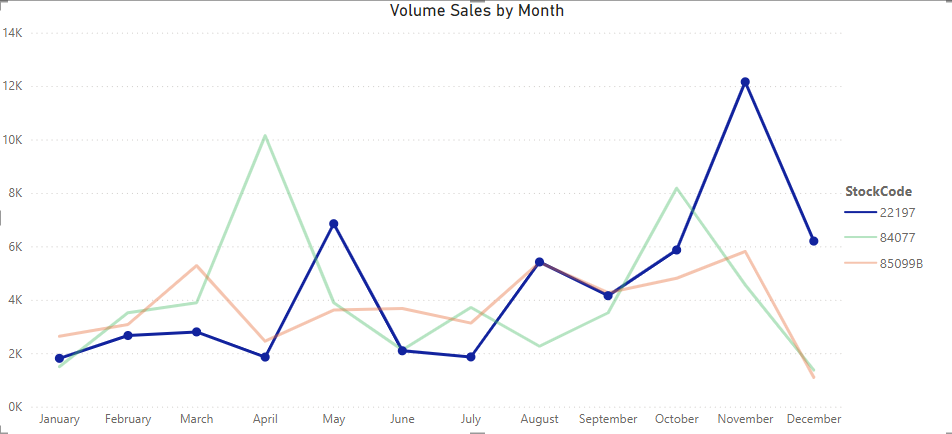 Volume Sales by Month
14K
12K
10K
8K
6K
4K
2K
0K
January February March April May June July August September October November December
StockCode
22197
84077
85099B